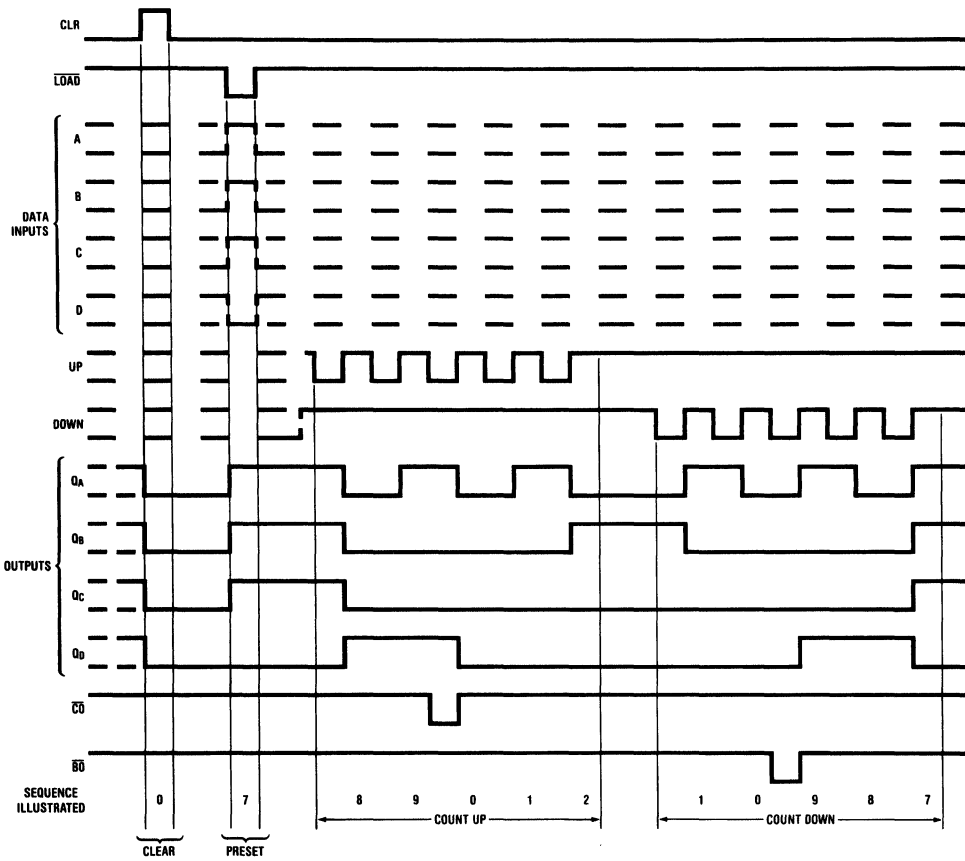 CLR
LOAD
A
B
DATA
INPUTS
C
D
UP
DOWN
QA
QB
OUTPUTS
QC
QD
CO
BO
SEQUENCE
ILLUSTRATED
0 7 8 9 0 1 2 1 0 9 8 7
COUNT UP COUNT DOWN
CLEAR PRESET